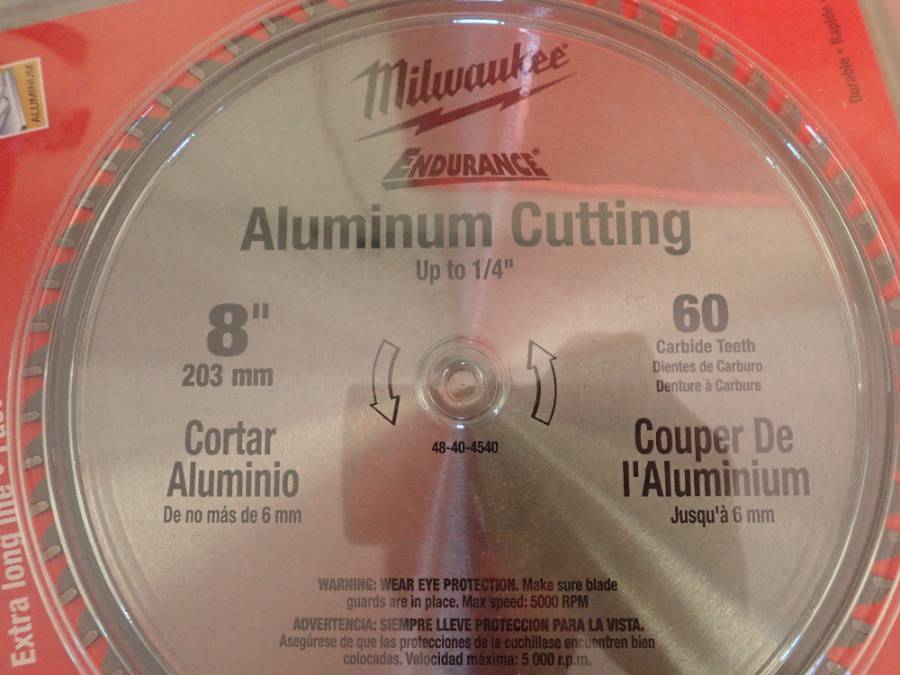 Milwaukee®
ENDURANCE®
Aluminum Cutting
Up to 1/4"
8"
203 mm
60
Carbide Teeth
Dientes de Carburo
Denture à Carbure
Cortar
Aluminio
De no más de 6 mm
48-40-4540
Couper De
l'Aluminium
Jusqu'à 6 mm
WARNING: WEAR EYE PROTECTION. Make sure blade
guards are in place. Max speed: 5000 RPM
ADVERTENCIA: SIEMPRE LLEVE PROTECCION PARA LA VISTA.
Asegúrese de que las protecciones de la cuchillase encuentren bien
colocadas. Velocidad máxima: 5 000 r.p.m.
ALUMINUM
Durable • Rapide
Extra long life •